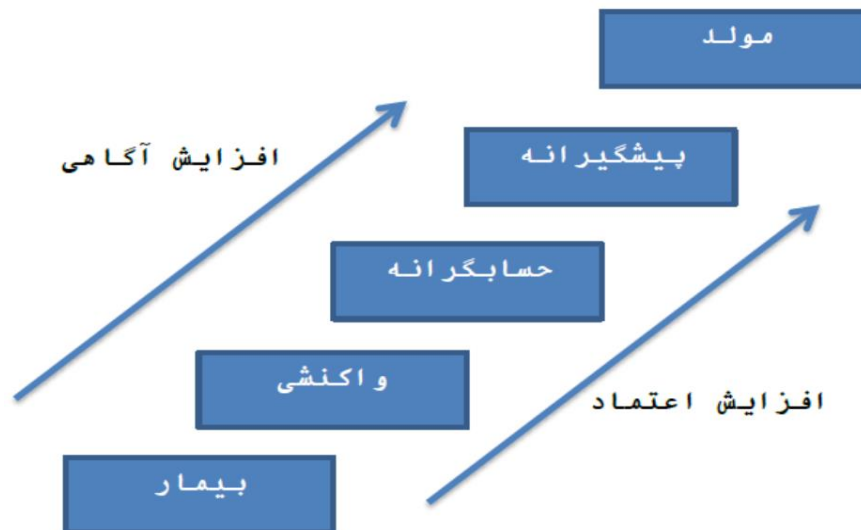 مولد
افزایش آگاهی
پیشگیرانه
حسابگرانه
واکنشی
افزایش اعتماد
بیمار